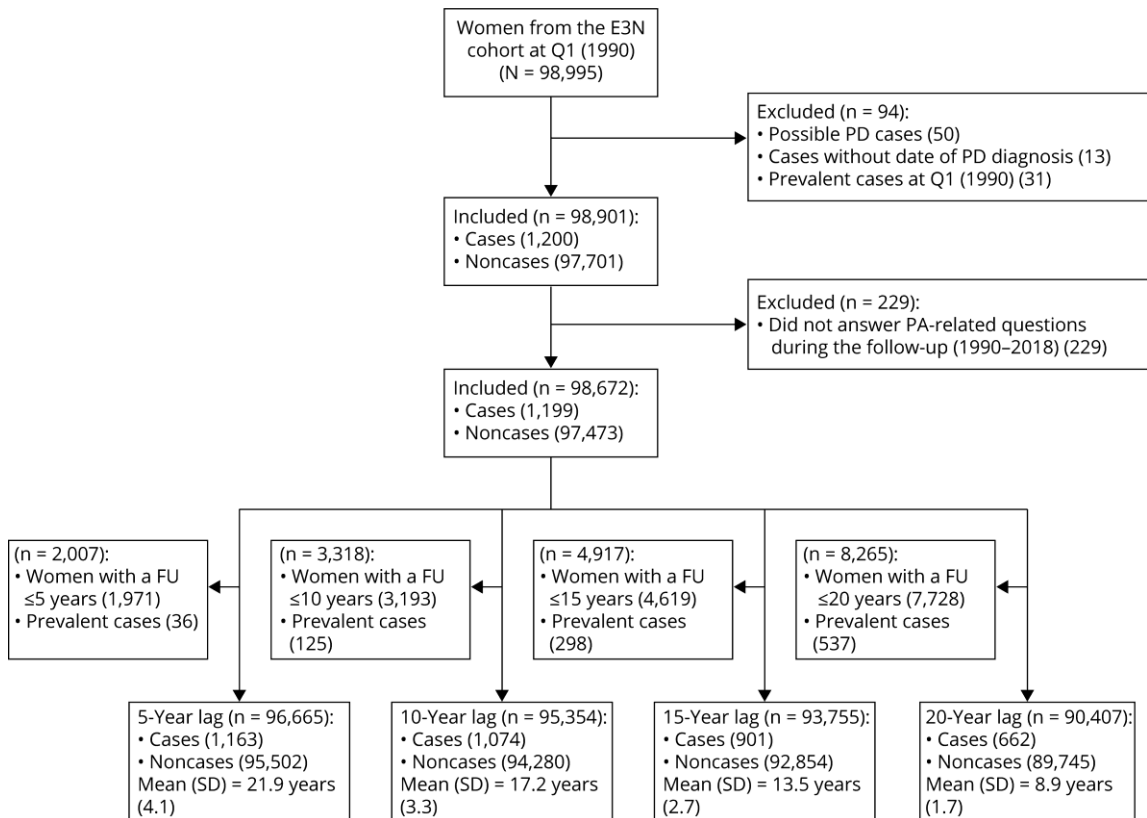 Women from the E3N
cohort at Q1 (1990)
(N = 98,995)
Excluded (n = 94):
• Possible PD cases (50)
• Cases without date of PD diagnosis (13)
• Prevalent cases at Q1 (1990) (31)
Included (n = 98,901):
• Cases (1,200)
• Noncases (97,701)
Excluded (n = 229):
• Did not answer PA-related questions
during the follow-up (1990–2018) (229)
Included (n = 98,672):
• Cases (1,199)
• Noncases (97,473)
(n = 2,007):
• Women with a FU
≤5 years (1,971)
• Prevalent cases (36)
(n = 3,318):
• Women with a FU
≤10 years (3,193)
• Prevalent cases
(125)
(n = 4,917):
• Women with a FU
≤15 years (4,619)
• Prevalent cases
(298)
(n = 8,265):
• Women with a FU
≤20 years (7,728)
• Prevalent cases
(537)
5-Year lag (n = 96,665):
• Cases (1,163)
• Noncases (95,502)
Mean (SD) = 21.9 years
(4.1)
10-Year lag (n = 95,354):
• Cases (1,074)
• Noncases (94,280)
Mean (SD) = 17.2 years
(3.3)
15-Year lag (n = 93,755):
• Cases (901)
• Noncases (92,854)
Mean (SD) = 13.5 years
(2.7)
20-Year lag (n = 90,407):
• Cases (662)
• Noncases (89,745)
Mean (SD) = 8.9 years
(1.7)